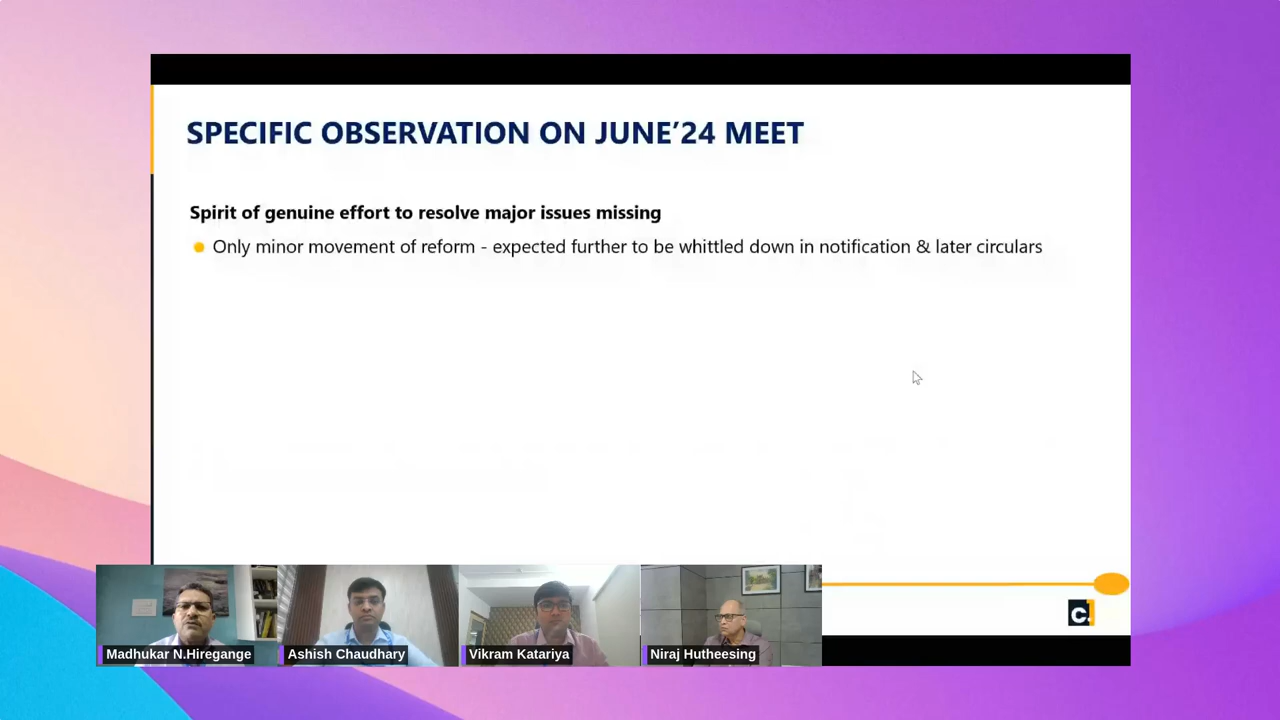 SPECIFIC OBSERVATION ON JUNE’24 MEET
Spirit of genuine effort to resolve major issues missing
Only minor movement of reform - expected further to be whittled down in notification & later circulars
c.
Madhukar N.Hiregange
Ashish Chaudhary
Vikram Katariya
Niraj Hutheesing